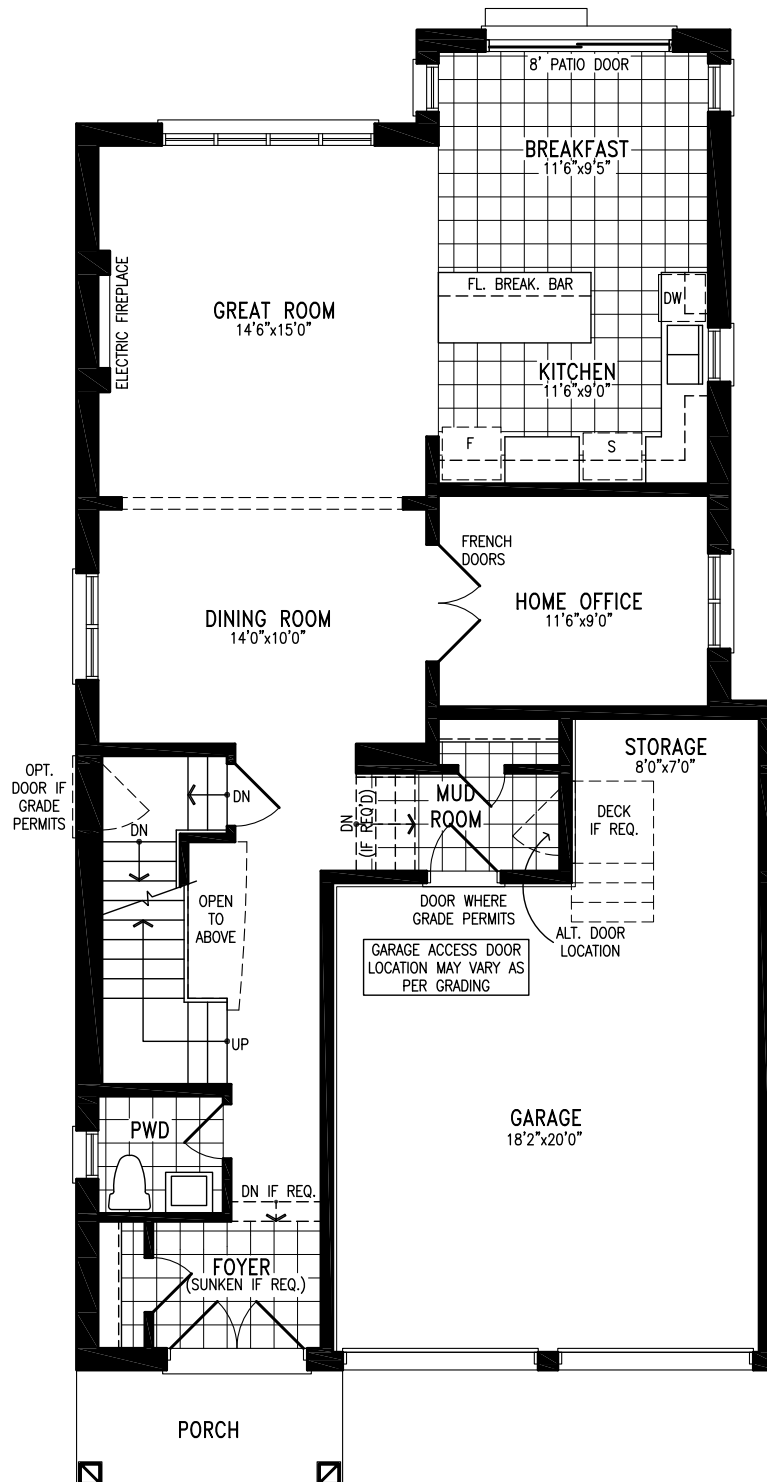 8' PATIO DOOR
BREAKFAST
11'6"x9'5"
ELECTRIC FIREPLACE
GREAT ROOM
14'6"x15'0"
FL. BREAK. BAR
DW
KITCHEN
11'6"x9'0"
F
S
FRENCH
DOORS
HOME OFFICE
11'6"x9'0"
DINING ROOM
14'0"x10'0"
OPT.
DOOR IF
GRADE
PERMITS
DN
DN
OPEN
TO
ABOVE
UP
DN
(IF REQ'D)
MUD
ROOM
STORAGE
8'0"x7'0"
DECK
IF REQ.
DOOR WHERE
GRADE PERMITS
ALT. DOOR
LOCATION
GARAGE ACCESS DOOR
LOCATION MAY VARY AS
PER GRADING
GARAGE
18'2"x20'0"
PWD
DN IF REQ.
FOYER
(SUNKEN IF REQ.)
PORCH